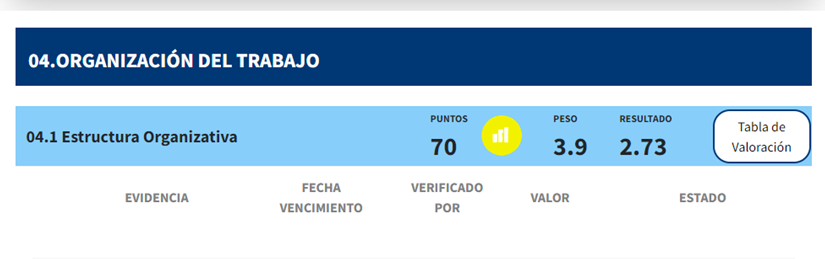 04.ORGANIZACIÓN DEL TRABAJO
04.1 Estructura Organizativa
PUNTOS
70
PESO
3.9
RESULTADO
2.73
Tabla de
Valoración
EVIDENCIA
FECHA
VENCIMIENTO
VERIFICADO
POR
VALOR
ESTADO